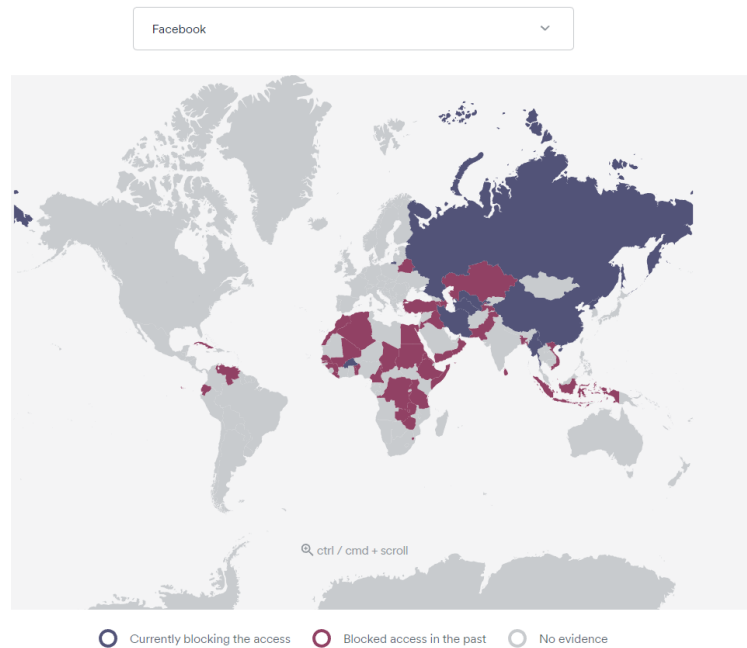 Facebook
ctrl / cmd + scroll
Currently blocking the access
Blocked access in the past
No evidence